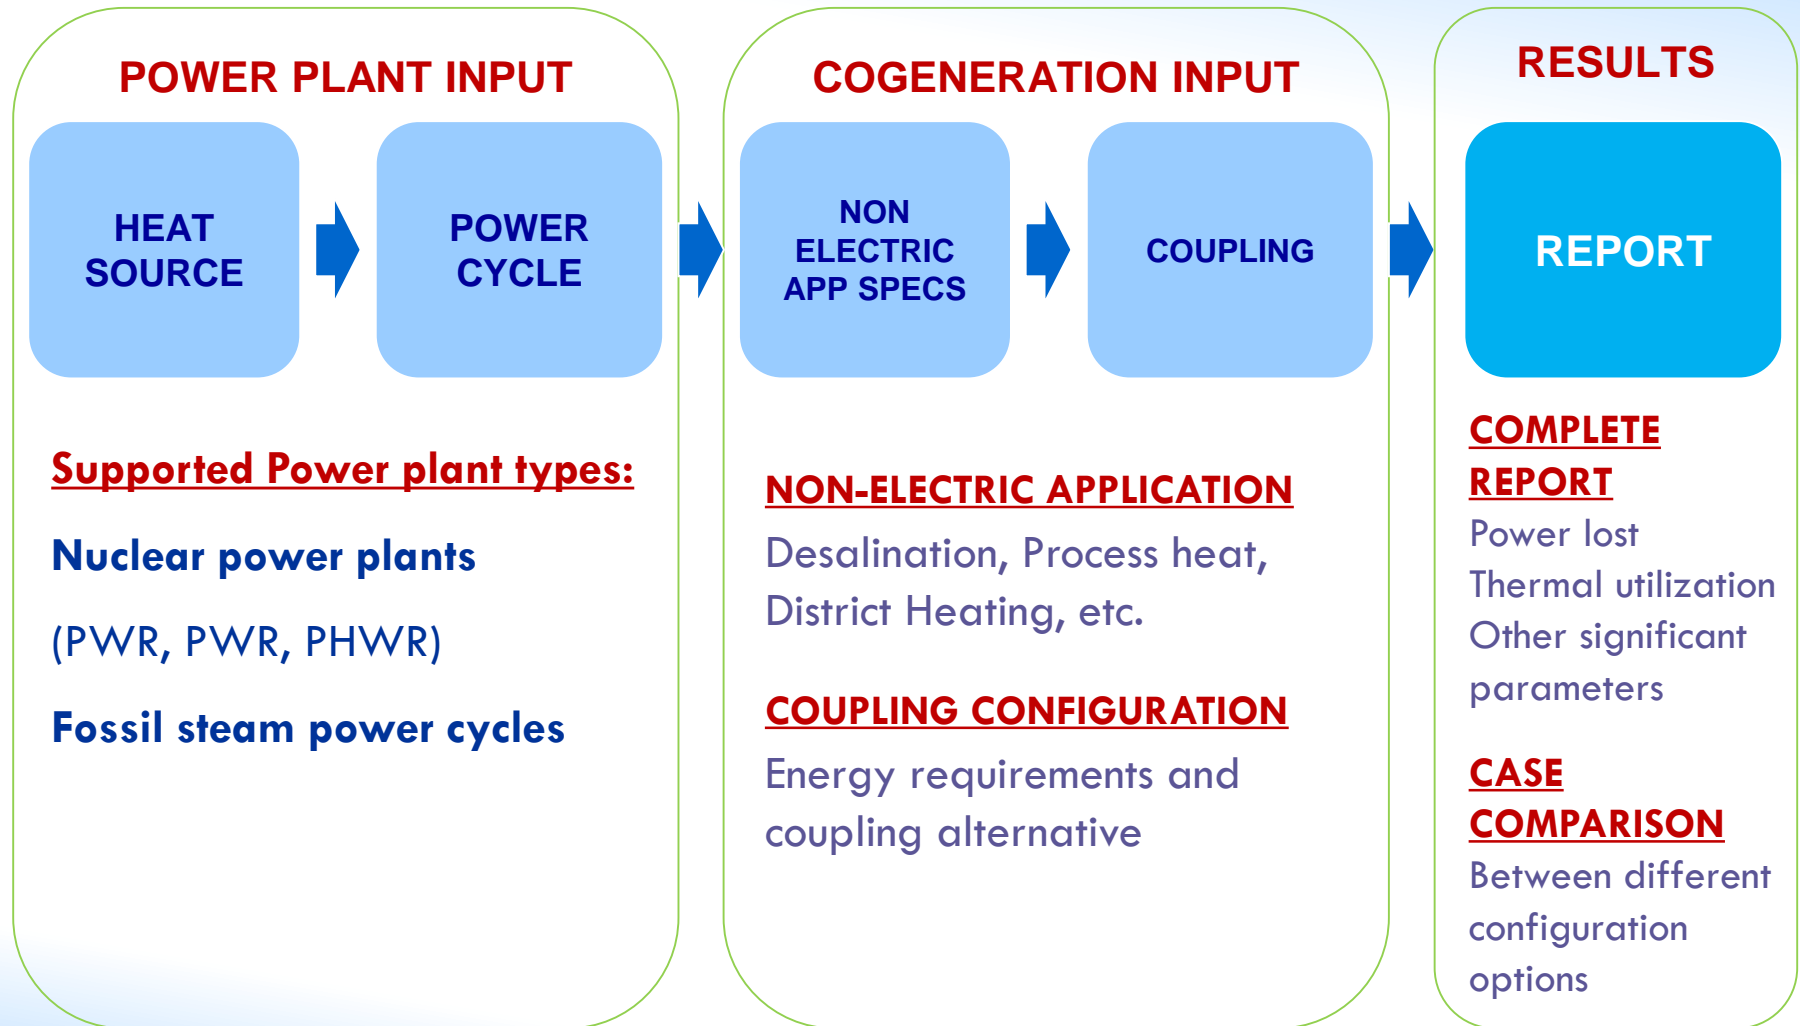 POWER PLANT INPUT
HEAT
SOURCE
POWER
CYCLE
Supported Power plant types:
Nuclear power plants
(PWR, PWR, PHWR)
Fossil steam power cycles
COGENERATION INPUT
NON
ELECTRIC
APP SPECS
COUPLING
NON-ELECTRIC APPLICATION
Desalination, Process heat,
District Heating, etc.
COUPLING CONFIGURATION
Energy requirements and
coupling alternative
RESULTS
REPORT
COMPLETE
REPORT
Power lost
Thermal utilization
Other significant
parameters
CASE
COMPARISON
Between different
configuration
options